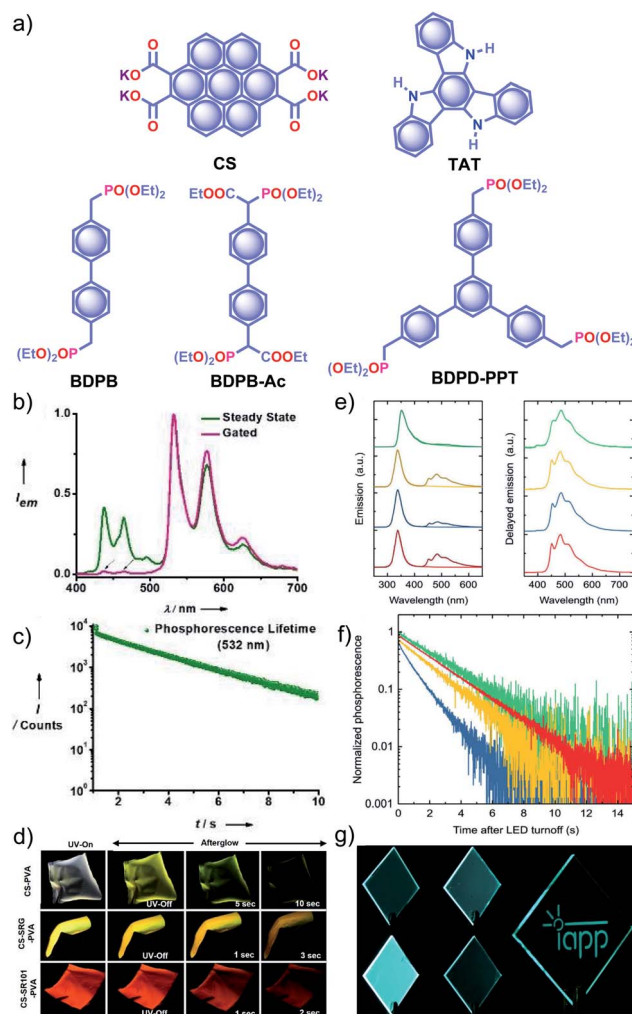 a)
O
O
KO
OK
KO
OK
O
O
CS
N-H
H-N
N
H
TAT
PO(OEt)2
EtOOC
PO(OEt)2
PO(OEt)2
(EtO)2OP
(EtO)2OP
COOEt
(OEt)2OP
PO(OEt)2
BDPB
BDPB-Ac
BDPD-PPT
b)
1.0
Steady State
Gated
Iem
0.5
0.0
400 500 600 700
λ / nm
c)
10^4
Phosphorescence Lifetime
(532 nm)
10^3
I
/ Counts
10^2
10^1
10^0
2 4 6 8 10
t / s
d)
UV-On
Afterglow
CS-PVA
UV-Off
5 sec
10 sec
CS-SRG
-PVA
UV-Off
1 sec
3 sec
CS-SR101
-PVA
UV-Off
1 sec
2 sec
e)
Emission (a.u.)
300 400 500 600
Wavelength (nm)
Delayed emission (a.u.)
350 450 550 650 750
Wavelength (nm)
f)
Normalized phosphorescence
1
0.1
0.01
0.001
0 2 4 6 8 10 12 14
Time after LED turnoff (s)
g)
iapp